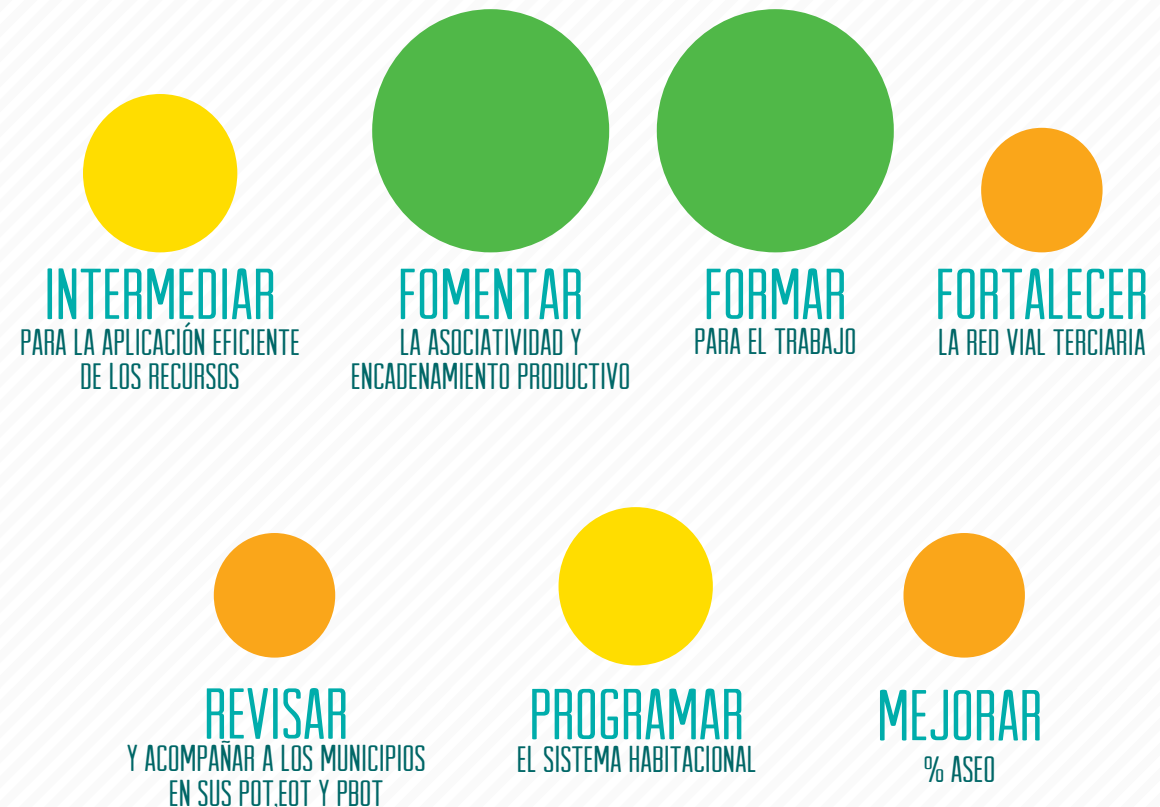 INTERMEDIAR
PARA LA APLICACIÓN EFICIENTE
DE LOS RECURSOS
FOMENTAR
LA ASOCIATIVIDAD Y
ENCADENAMIENTO PRODUCTIVO
FORMAR
PARA EL TRABAJO
FORTALECER
LA RED VIAL TERCIARIA
REVISAR
Y ACOMPAÑAR A LOS MUNICIPIOS
EN SUS POT,EOT Y PBOT
PROGRAMAR
EL SISTEMA HABITACIONAL
MEJORAR
% ASEO